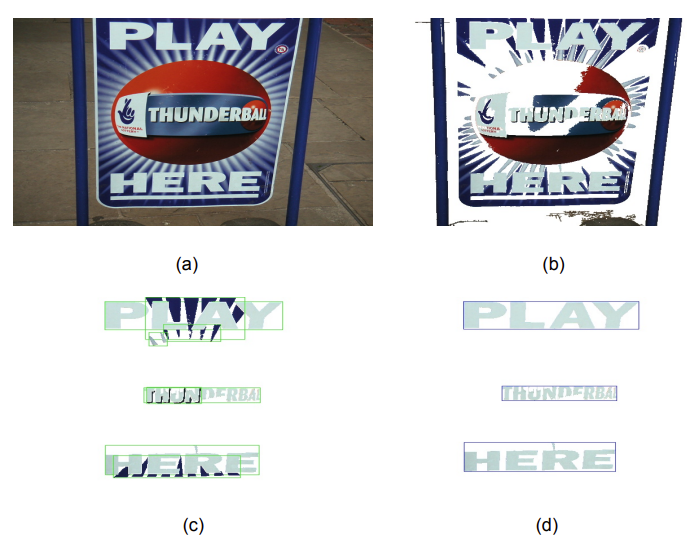 PLAY
THUNDERBALL
HERE
PLAY
THUNDERBALL
HERE
(a)
(b)
PLAY
PLAY
THUNDERBAL
THUNDERBAL
HERE
HERE
(c)
(d)